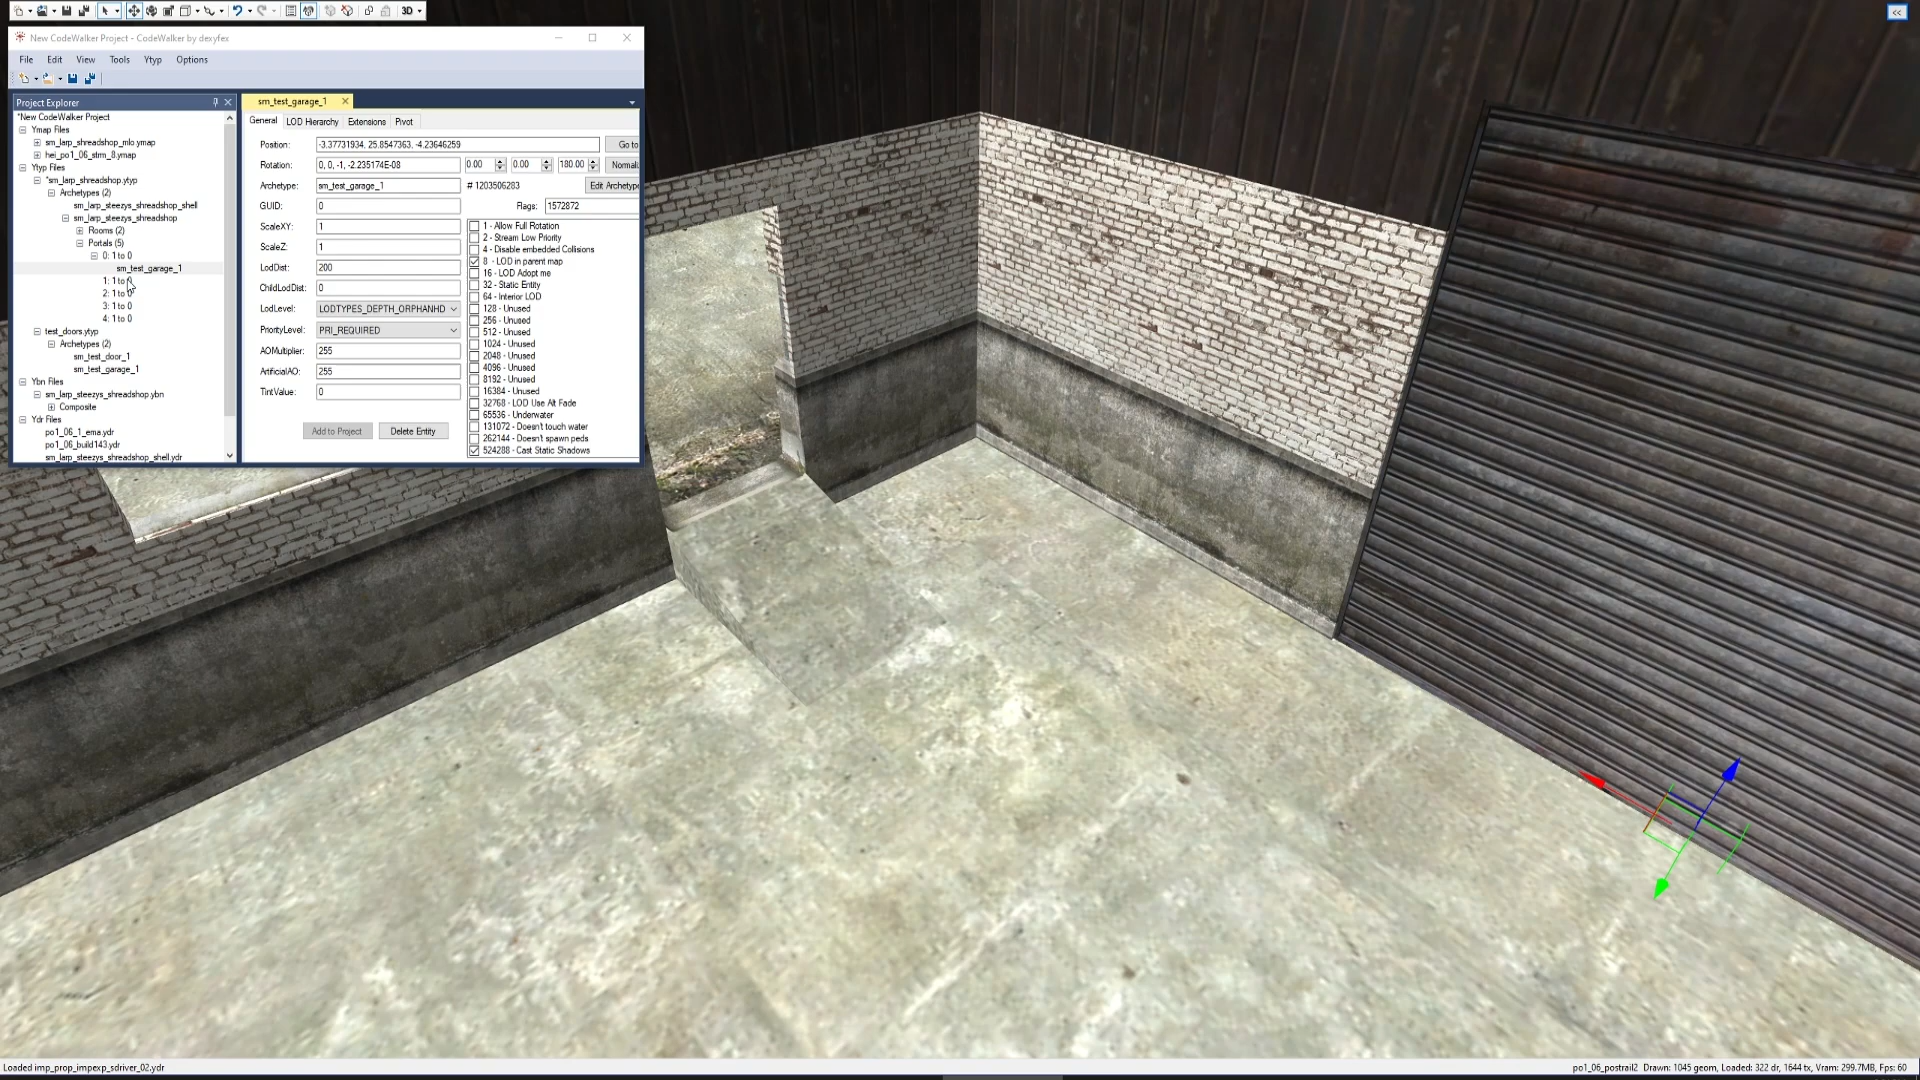 3D
<<
New CodeWalker Project - CodeWalker by dexyfex
File Edit View Tools Ytyp Options
Project Explorer
*New CodeWalker Project
Ymap Files
sm_larp_shreadshop_mlo.ymap
hei_po1_06_strm_8.ymap
Ytyp Files
*sm_larp_shreadshop.ytyp
Archetypes (2)
sm_larp_steezys_shreadshop_shell
sm_larp_steezys_shreadshop
Rooms (2)
Portals (5)
0: 1 to 0
sm_test_garage_1
1: 1 to 0
2: 1 to 0
3: 1 to 0
4: 1 to 0
test_doors.ytyp
Archetypes (2)
sm_test_door_1
sm_test_garage_1
Ybn Files
sm_larp_steezys_shreadshop.ybn
Composite
Ydr Files
po1_06_1_ema.ydr
po1_06_build143.ydr
sm_larp_steezys_shreadshop_shell.ydr
sm_test_garage_1
General LOD Hierarchy Extensions Pivot
Position: -3.37731934, 25.8547363, -4.23646259 Go to
Rotation: 0, 0, -1, -2.235174E-08 0.00 0.00 180.00
Archetype: sm_test_garage_1 # 1203506283 Edit Archetype
GUID: 0 Flags: 1572872
ScaleXY: 1
ScaleZ: 1
LodDist: 200
ChildLodDist: 0
LodLevel: LODTYPES_DEPTH_ORPHANHD
PriorityLevel: PRI_REQUIRED
AOMultiplier: 255
ArtificialAO: 255
TintValue: 0
Add to Project Delete Entity
1 - Allow Full Rotation
2 - Stream Low Priority
4 - Disable embedded Collisions
8 - LOD in parent map
16 - LOD Adopt me
32 - Static Entity
64 - Interior LOD
128 - Unused
256 - Unused
512 - Unused
1024 - Unused
2048 - Unused
4096 - Unused
8192 - Unused
16384 - Unused
32768 - LOD Use Alt Fade
65536 - Underwater
131072 - Doesn't touch water
262144 - Doesn't spawn peds
524288 - Cast Static Shadows
Loaded imp_prop_impexp_sdriver_02.ydr
po1_06_postrail2 Drawn: 1045 geom, Loaded: 322 dr, 1644 tx, Vram: 299.7MB, Fps: 60